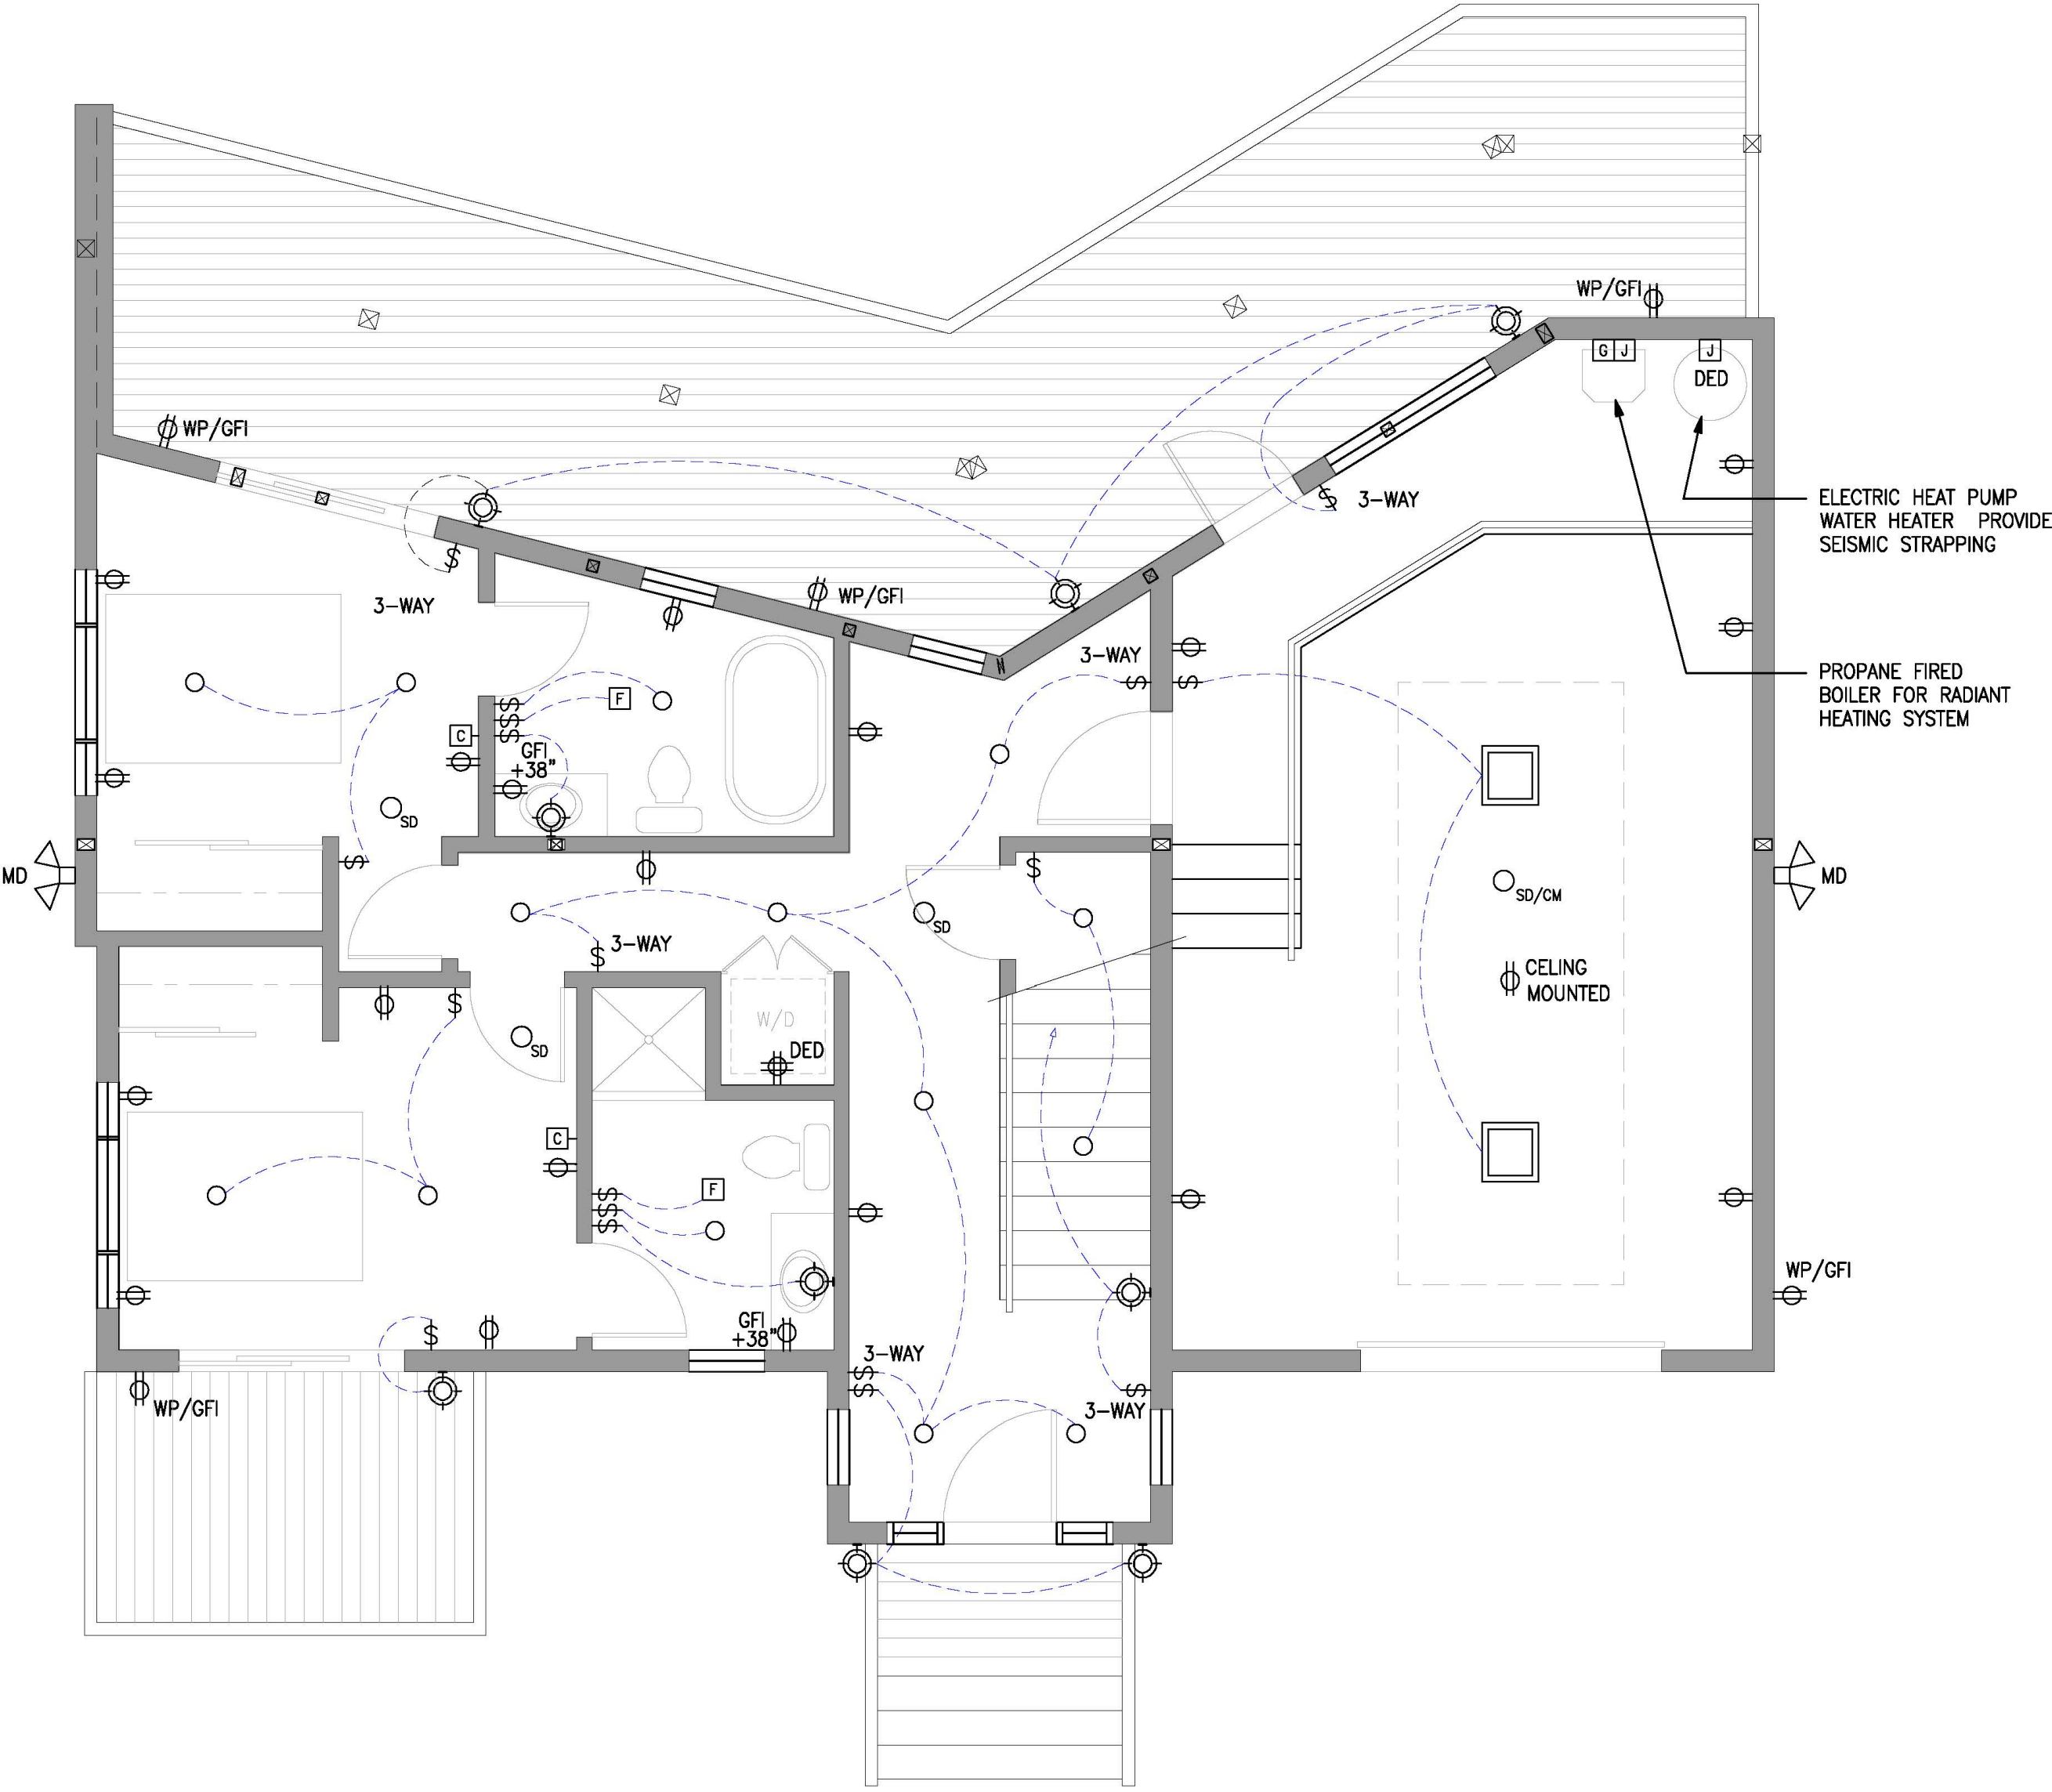 WP/GFI
G J
J
DED
WP/GFI
3-WAY
ELECTRIC HEAT PUMP
WATER HEATER PROVIDE
SEISMIC STRAPPING
$
$
WP/GFI
3-WAY
3-WAY
PROPANE FIRED
BOILER FOR RADIANT
HEATING SYSTEM
$
$
$
$
$
F
C
GFI
+38"
SD
$
$
MD
MD
SD/CM
SD
3-WAY
$
CELING
MOUNTED
$
W/D
SD
DED
C
F
$
$
$
WP/GFI
GFI
+38"
$
3-WAY
$
$
$
3-WAY
WP/GFI